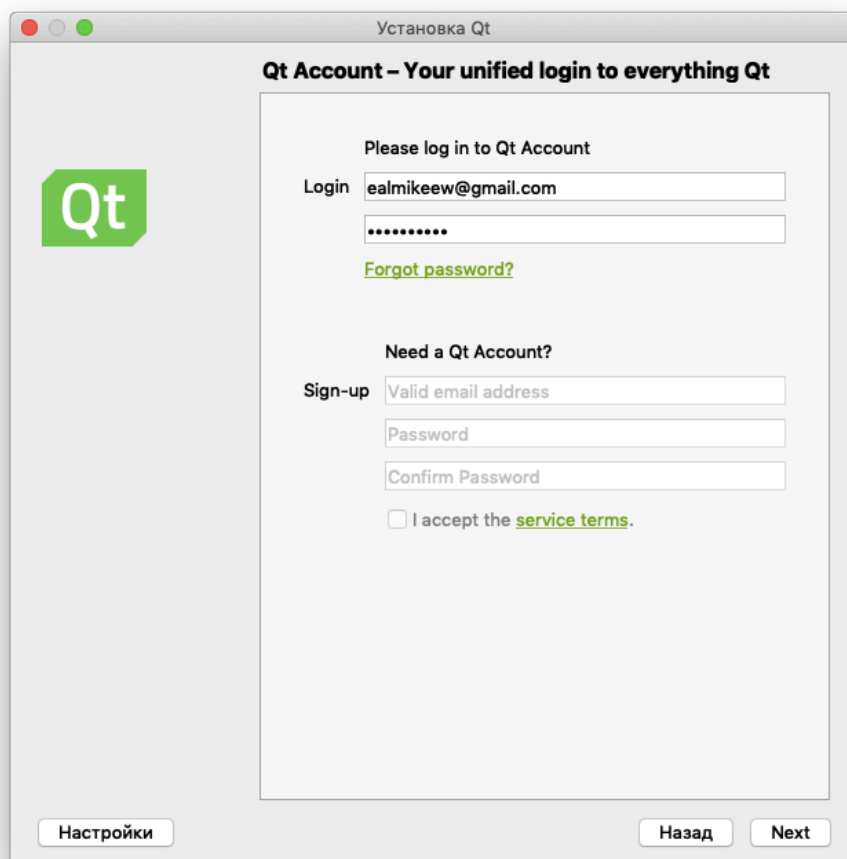 Установка Qt
Qt Account – Your unified login to everything Qt
Qt
Please log in to Qt Account
Login ealmikeew@gmail.com
••••••••••
Forgot password?
Need a Qt Account?
Sign-up Valid email address
Password
Confirm Password
I accept the service terms.
Настройки Назад Next